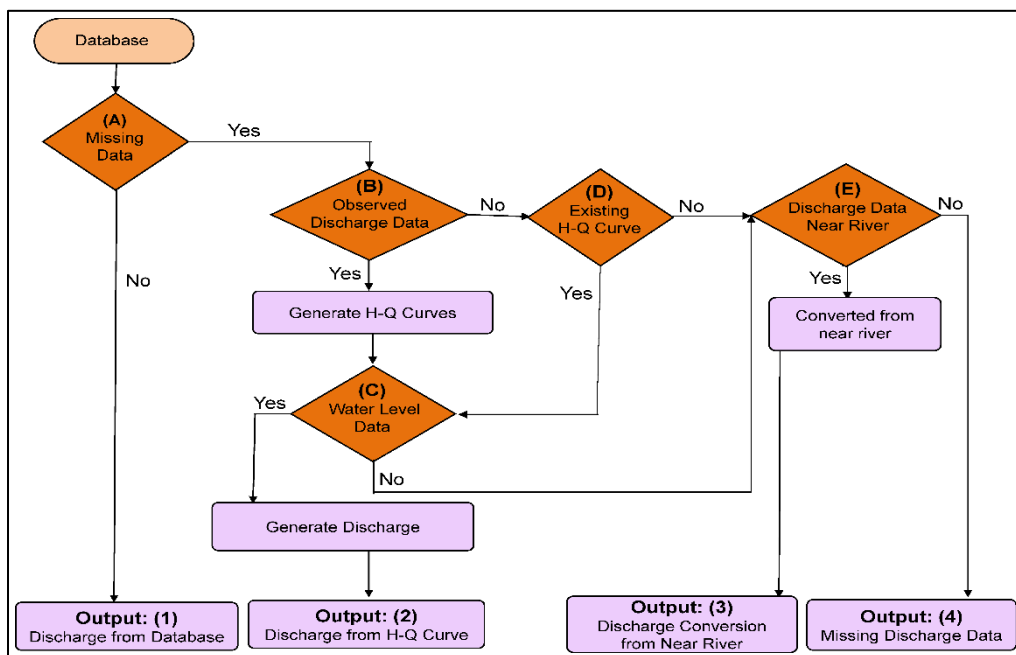 Database
(A)
Missing
Data
Yes
No
(B)
Observed
Discharge Data
No
Yes
(D)
Existing
H-Q Curve
No
Yes
(E)
Discharge Data
Near River
No
Yes
Generate H-Q Curves
Converted from
near river
(C)
Water Level
Data
Yes
No
Generate Discharge
Output: (1)
Discharge from Database
Output: (2)
Discharge from H-Q Curve
Output: (3)
Discharge Conversion
from Near River
Output: (4)
Missing Discharge Data